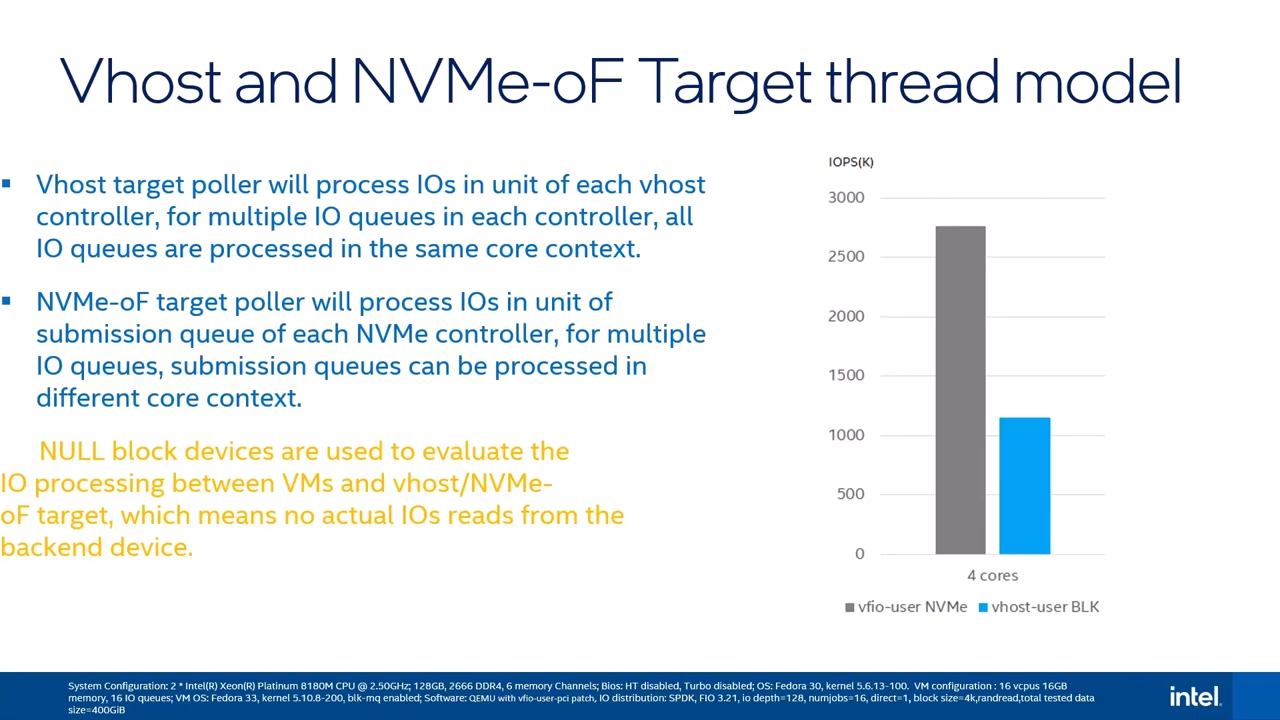 Vhost and NVMe-oF Target thread model
▪ Vhost target poller will process IOs in unit of each vhost
controller, for multiple IO queues in each controller, all
IO queues are processed in the same core context.
▪ NVMe-oF target poller will process IOs in unit of
submission queue of each NVMe controller, for multiple
IO queues, submission queues can be processed in
different core context.
NULL block devices are used to evaluate the
IO processing between VMs and vhost/NVMe-
oF target, which means no actual IOs reads from the
backend device.
IOPS(K)
3000
2500
2000
1500
1000
500
0
4 cores
vfio-user NVMe vhost-user BLK
System Configuration: 2 * Intel(R) Xeon(R) Platinum 8180M CPU @ 2.50GHz; 128GB, 2666 DDR4, 6 memory Channels; Bios: HT disabled, Turbo disabled; OS: Fedora 30, kernel 5.6.13-100. VM configuration : 16 vcpus 16GB
memory, 16 IO queues; VM OS: Fedora 33, kernel 5.10.8-200, blk-mq enabled; Software: QEMU with vfio-user-pci patch, IO distribution: SPDK, FIO 3.21, io depth=128, numjobs=16, direct=1, block size=4k,randread,total tested data
size=400GiB
intel.